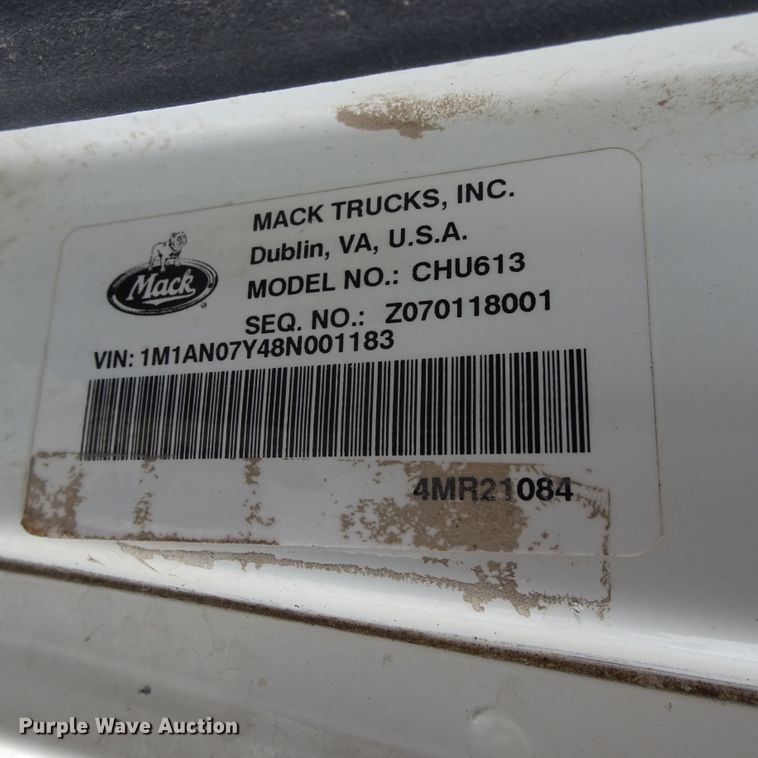 MACK TRUCKS, INC.
Dublin, VA, U.S.A.
MODEL NO.: CHU613
SEQ. NO.: Z070118001
Mack
VIN: 1M1AN07Y48N001183
4MR21084
Purple Wave Auction